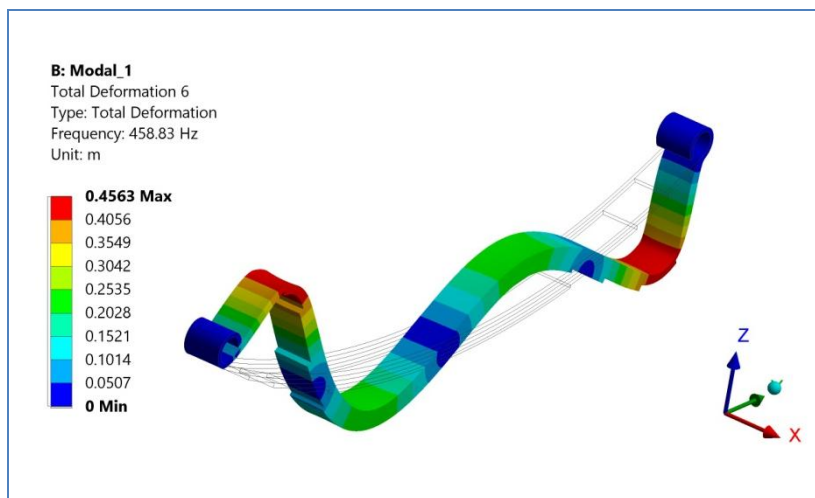 B: Modal_1
Total Deformation 6
Type: Total Deformation
Frequency: 458.83 Hz
Unit: m
0.4563 Max
0.4056
0.3549
0.3042
0.2535
0.2028
0.1521
0.1014
0.0507
0 Min
Z
X